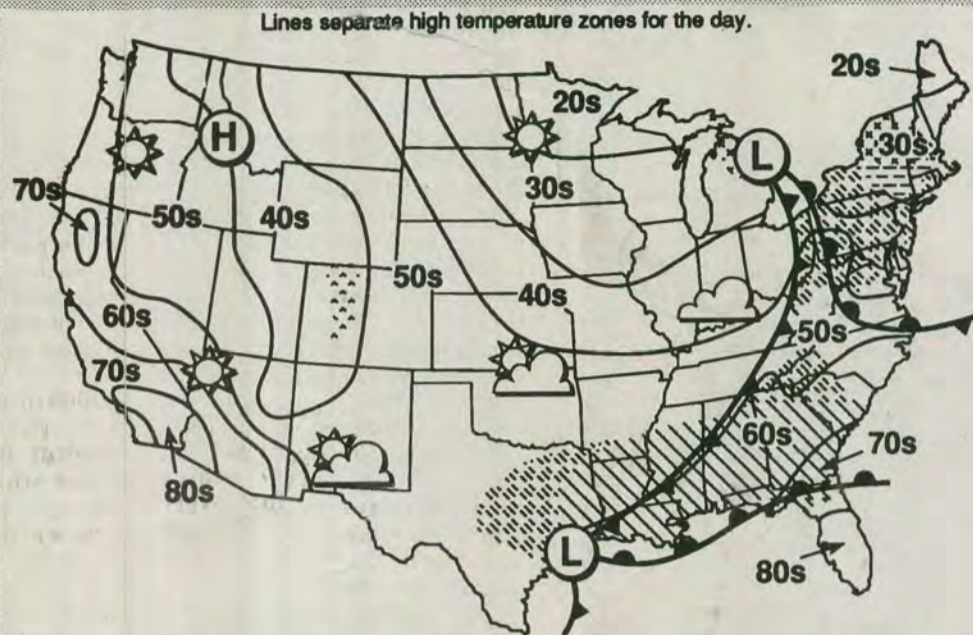 Lines separate high temperature zones for the day.
20s
20s
H
L
30s
70s
50s
40s
30s
50s
40s
60s
50s
70s
60s
70s
80s
L
80s